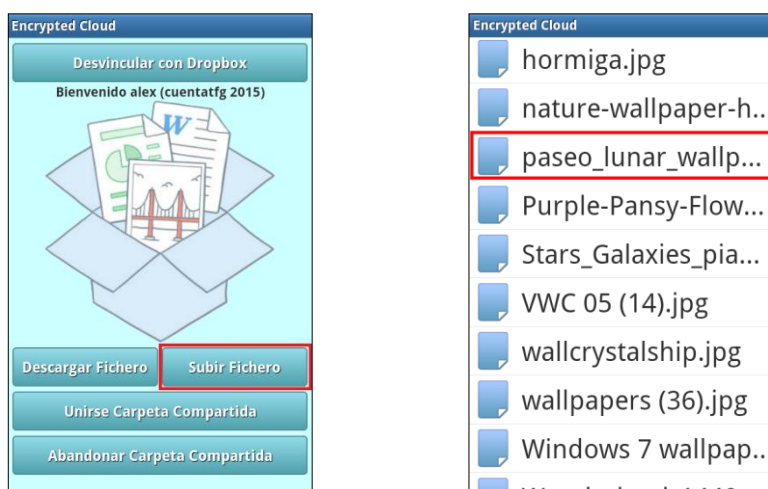 Encrypted Cloud
Desvincular con Dropbox
Bienvenido alex (cuentatfg 2015)
W
Descargar Fichero
Subir Fichero
Unirse Carpeta Compartida
Abandonar Carpeta Compartida
Encrypted Cloud
hormiga.jpg
nature-wallpaper-h...
paseo_lunar_wallp...
Purple-Pansy-Flow...
Stars_Galaxies_pia...
VWC 05 (14).jpg
wallcrystalship.jpg
wallpapers (36).jpg
Windows 7 wallpap...